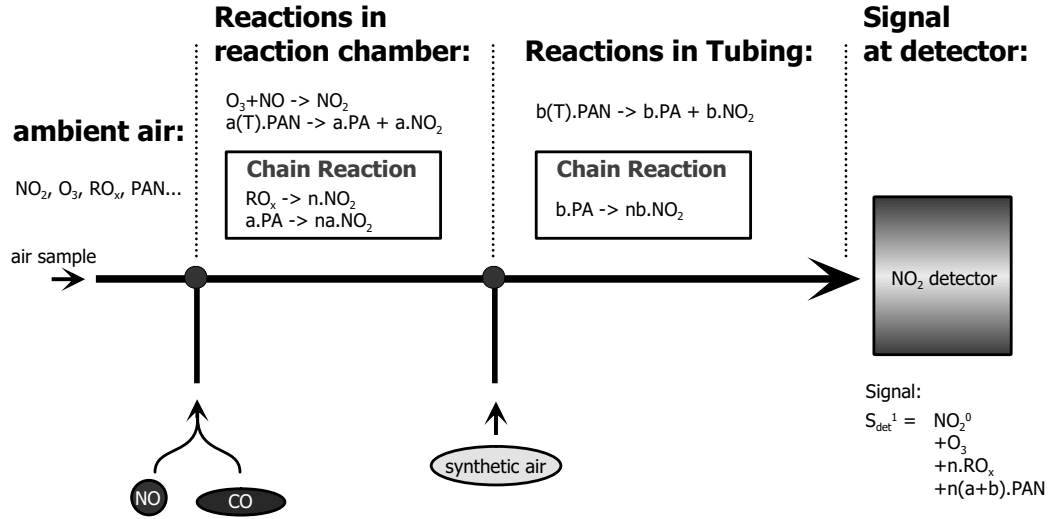 Reactions in
reaction chamber:
Reactions in Tubing:
Signal
at detector:
ambient air:
O₃+NO -> NO₂
a(T).PAN -> a.PA + a.NO₂
b(T).PAN -> b.PA + b.NO₂
Chain Reaction
ROₓ -> n.NO₂
a.PA -> na.NO₂
Chain Reaction
b.PA -> nb.NO₂
NO₂, O₃, ROₓ, PAN...
air sample
NO₂ detector
NO
CO
synthetic air
Signal:
S_det¹ = NO₂⁰
+O₃
+n.ROₓ
+n(a+b).PAN